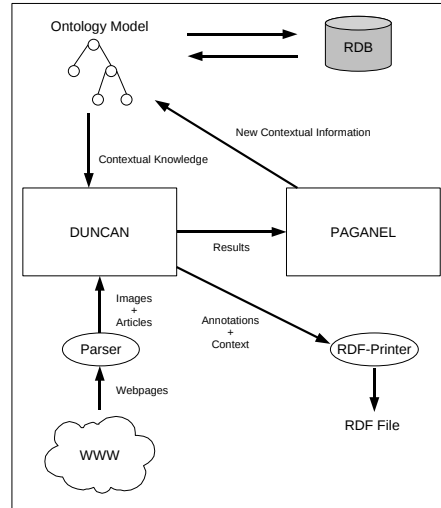 Ontology Model
RDB
New Contextual Information
Contextual Knowledge
DUNCAN
Results
PAGANEL
Images
+
Articles
Annotations
+
Context
Parser
RDF-Printer
Webpages
RDF File
WWW